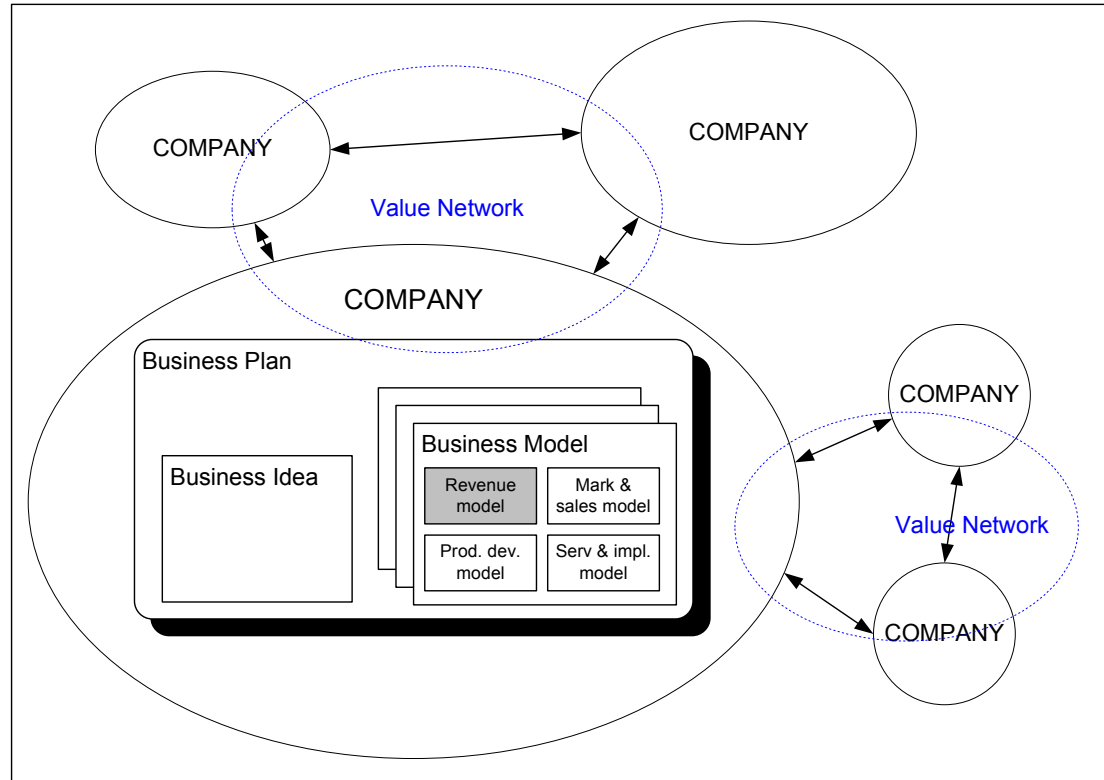 COMPANY
COMPANY
Value Network
COMPANY
Business Plan
Business Idea
Business Model
Revenue
model
Mark &
sales model
Prod. dev.
model
Serv & impl.
model
COMPANY
Value Network
COMPANY